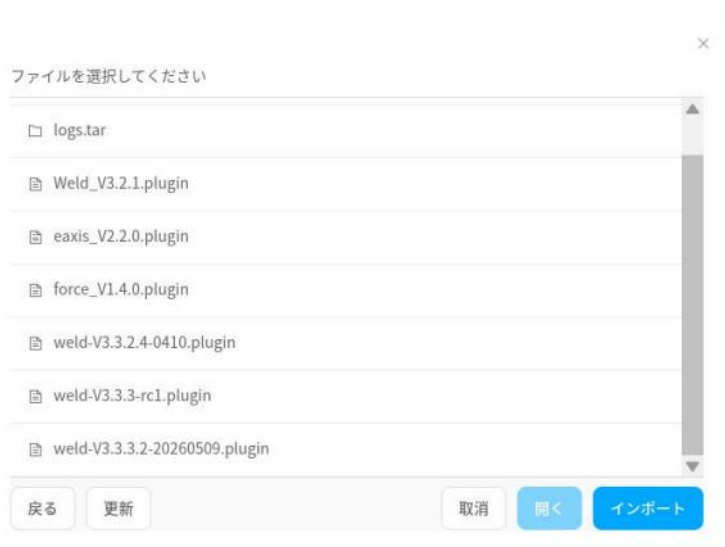 ファイルを選択してください
logs.tar
Weld_V3.2.1.plugin
eaxis_V2.2.0.plugin
force_V1.4.0.plugin
weld-V3.3.2.4-0410.plugin
weld-V3.3.3-rc1.plugin
weld-V3.3.3.2-20260509.plugin
戻る 更新 取消 開く インポート